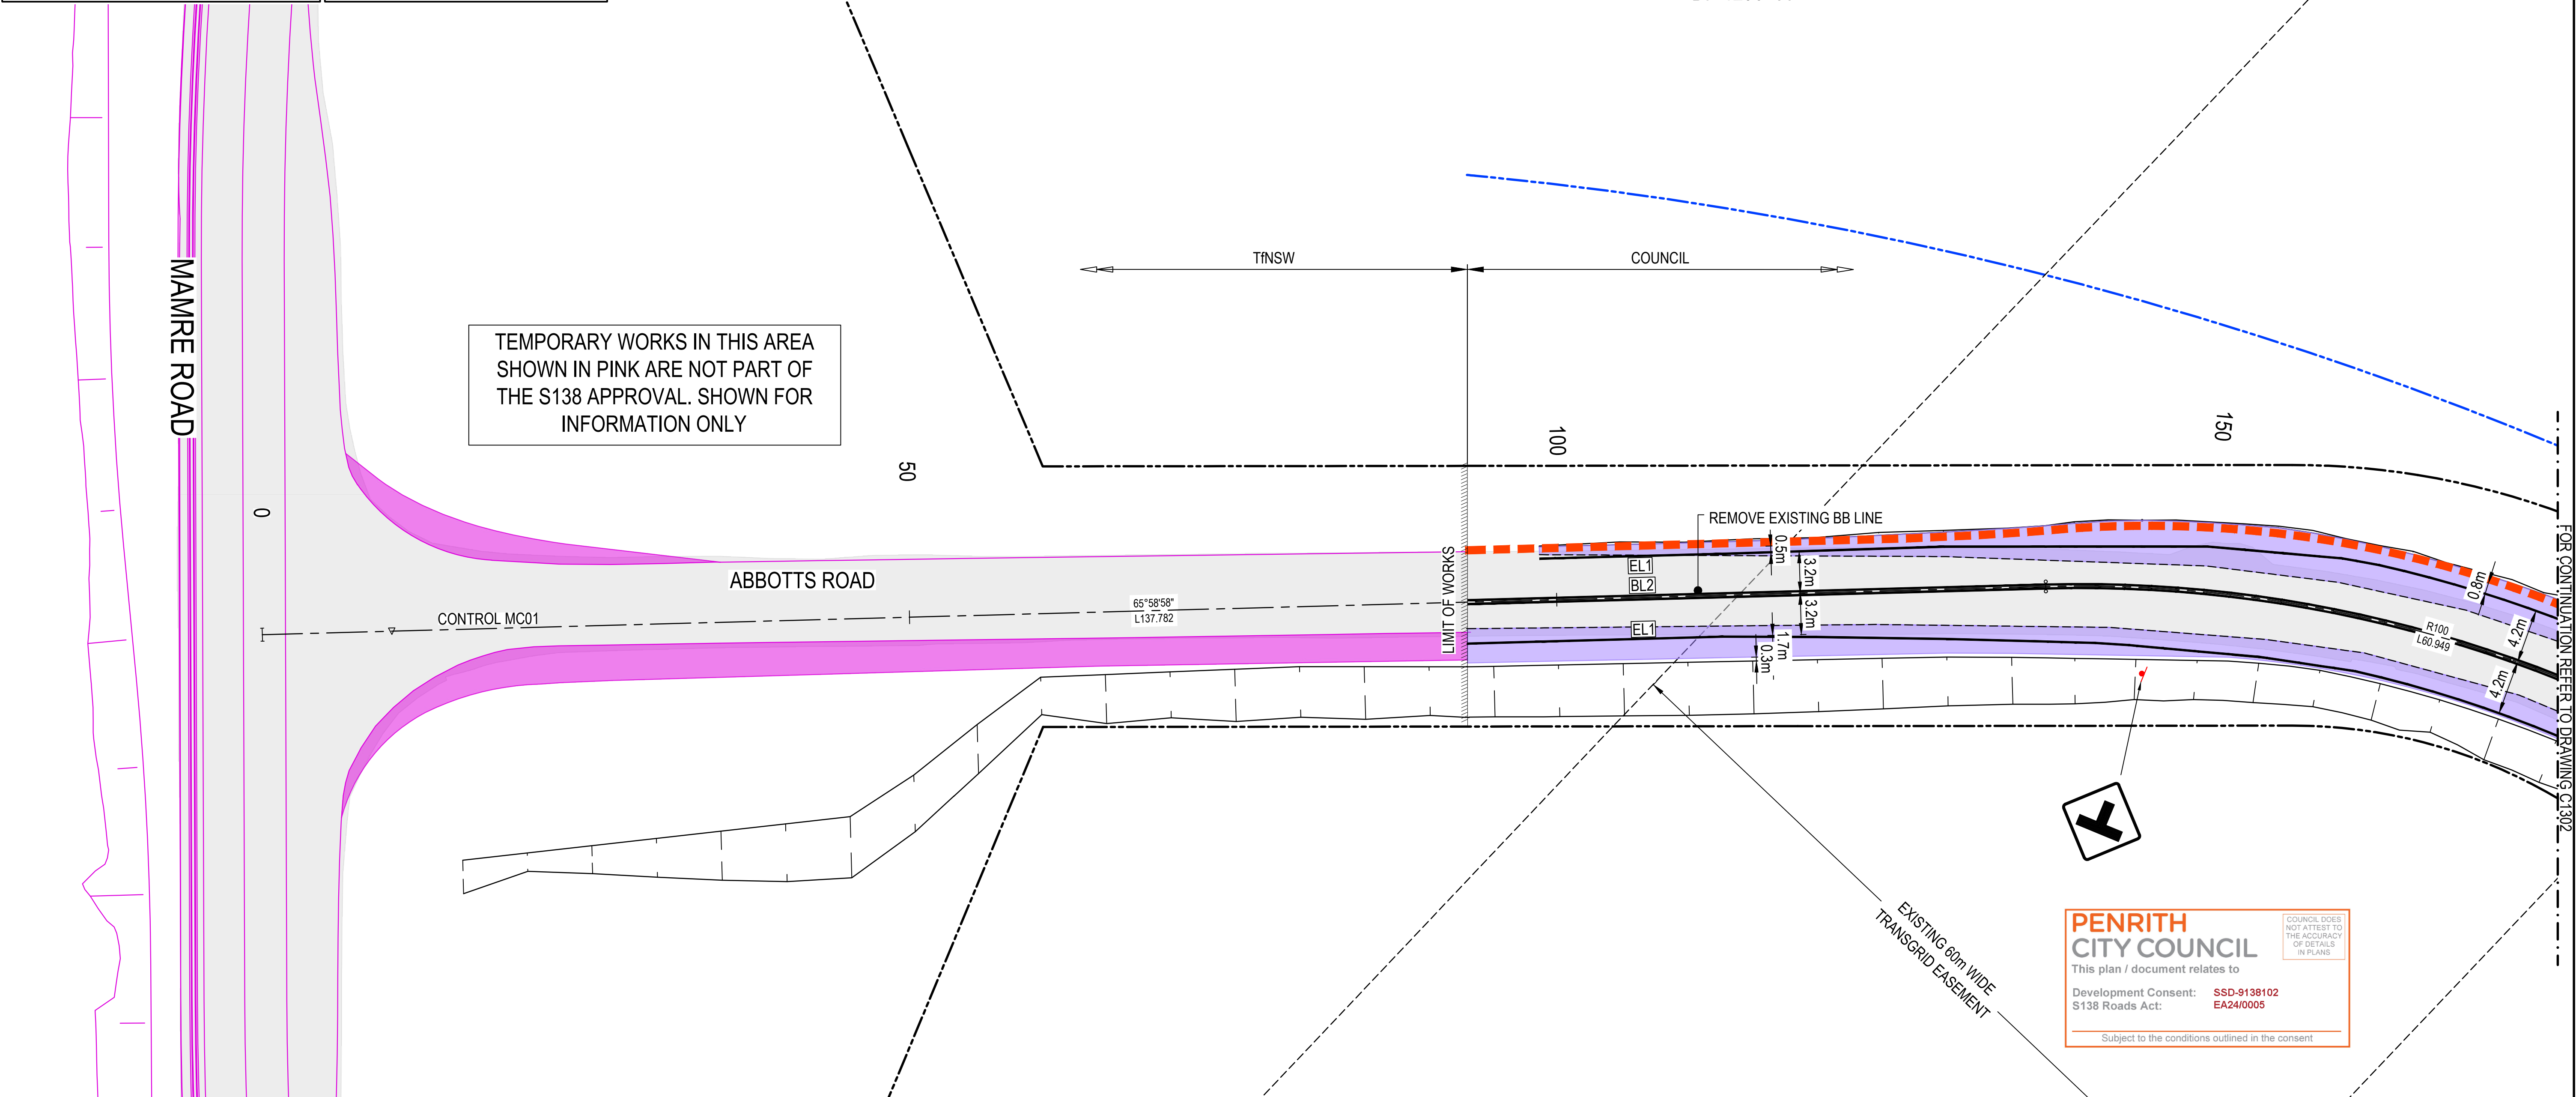 MAMRE ROAD
TEMPORARY WORKS IN THIS AREA
SHOWN IN PINK ARE NOT PART OF
THE S138 APPROVAL. SHOWN FOR
INFORMATION ONLY
TfNSW
COUNCIL
0
50
100
150
ABBOTTS ROAD
CONTROL MC01
65°58'58"
L137.782
LIMIT OF WORKS
REMOVE EXISTING BB LINE
EL1
BL2
EL1
0.5m
3.2m
3.2m
1.7m
0.3m
0.8m
4.2m
4.2m
R100
L60.949
FOR CONTINUATION REFER TO DRAWING C1302
EXISTING 60m WIDE
TRANSGRID EASEMENT
PENRITH
CITY COUNCIL
COUNCIL DOES
NOT ATTEST TO
THE ACCURACY
OF DETAILS
IN PLANS
This plan / document relates to
Development Consent: SSD-9138102
S138 Roads Act: EA24/0005
Subject to the conditions outlined in the consent